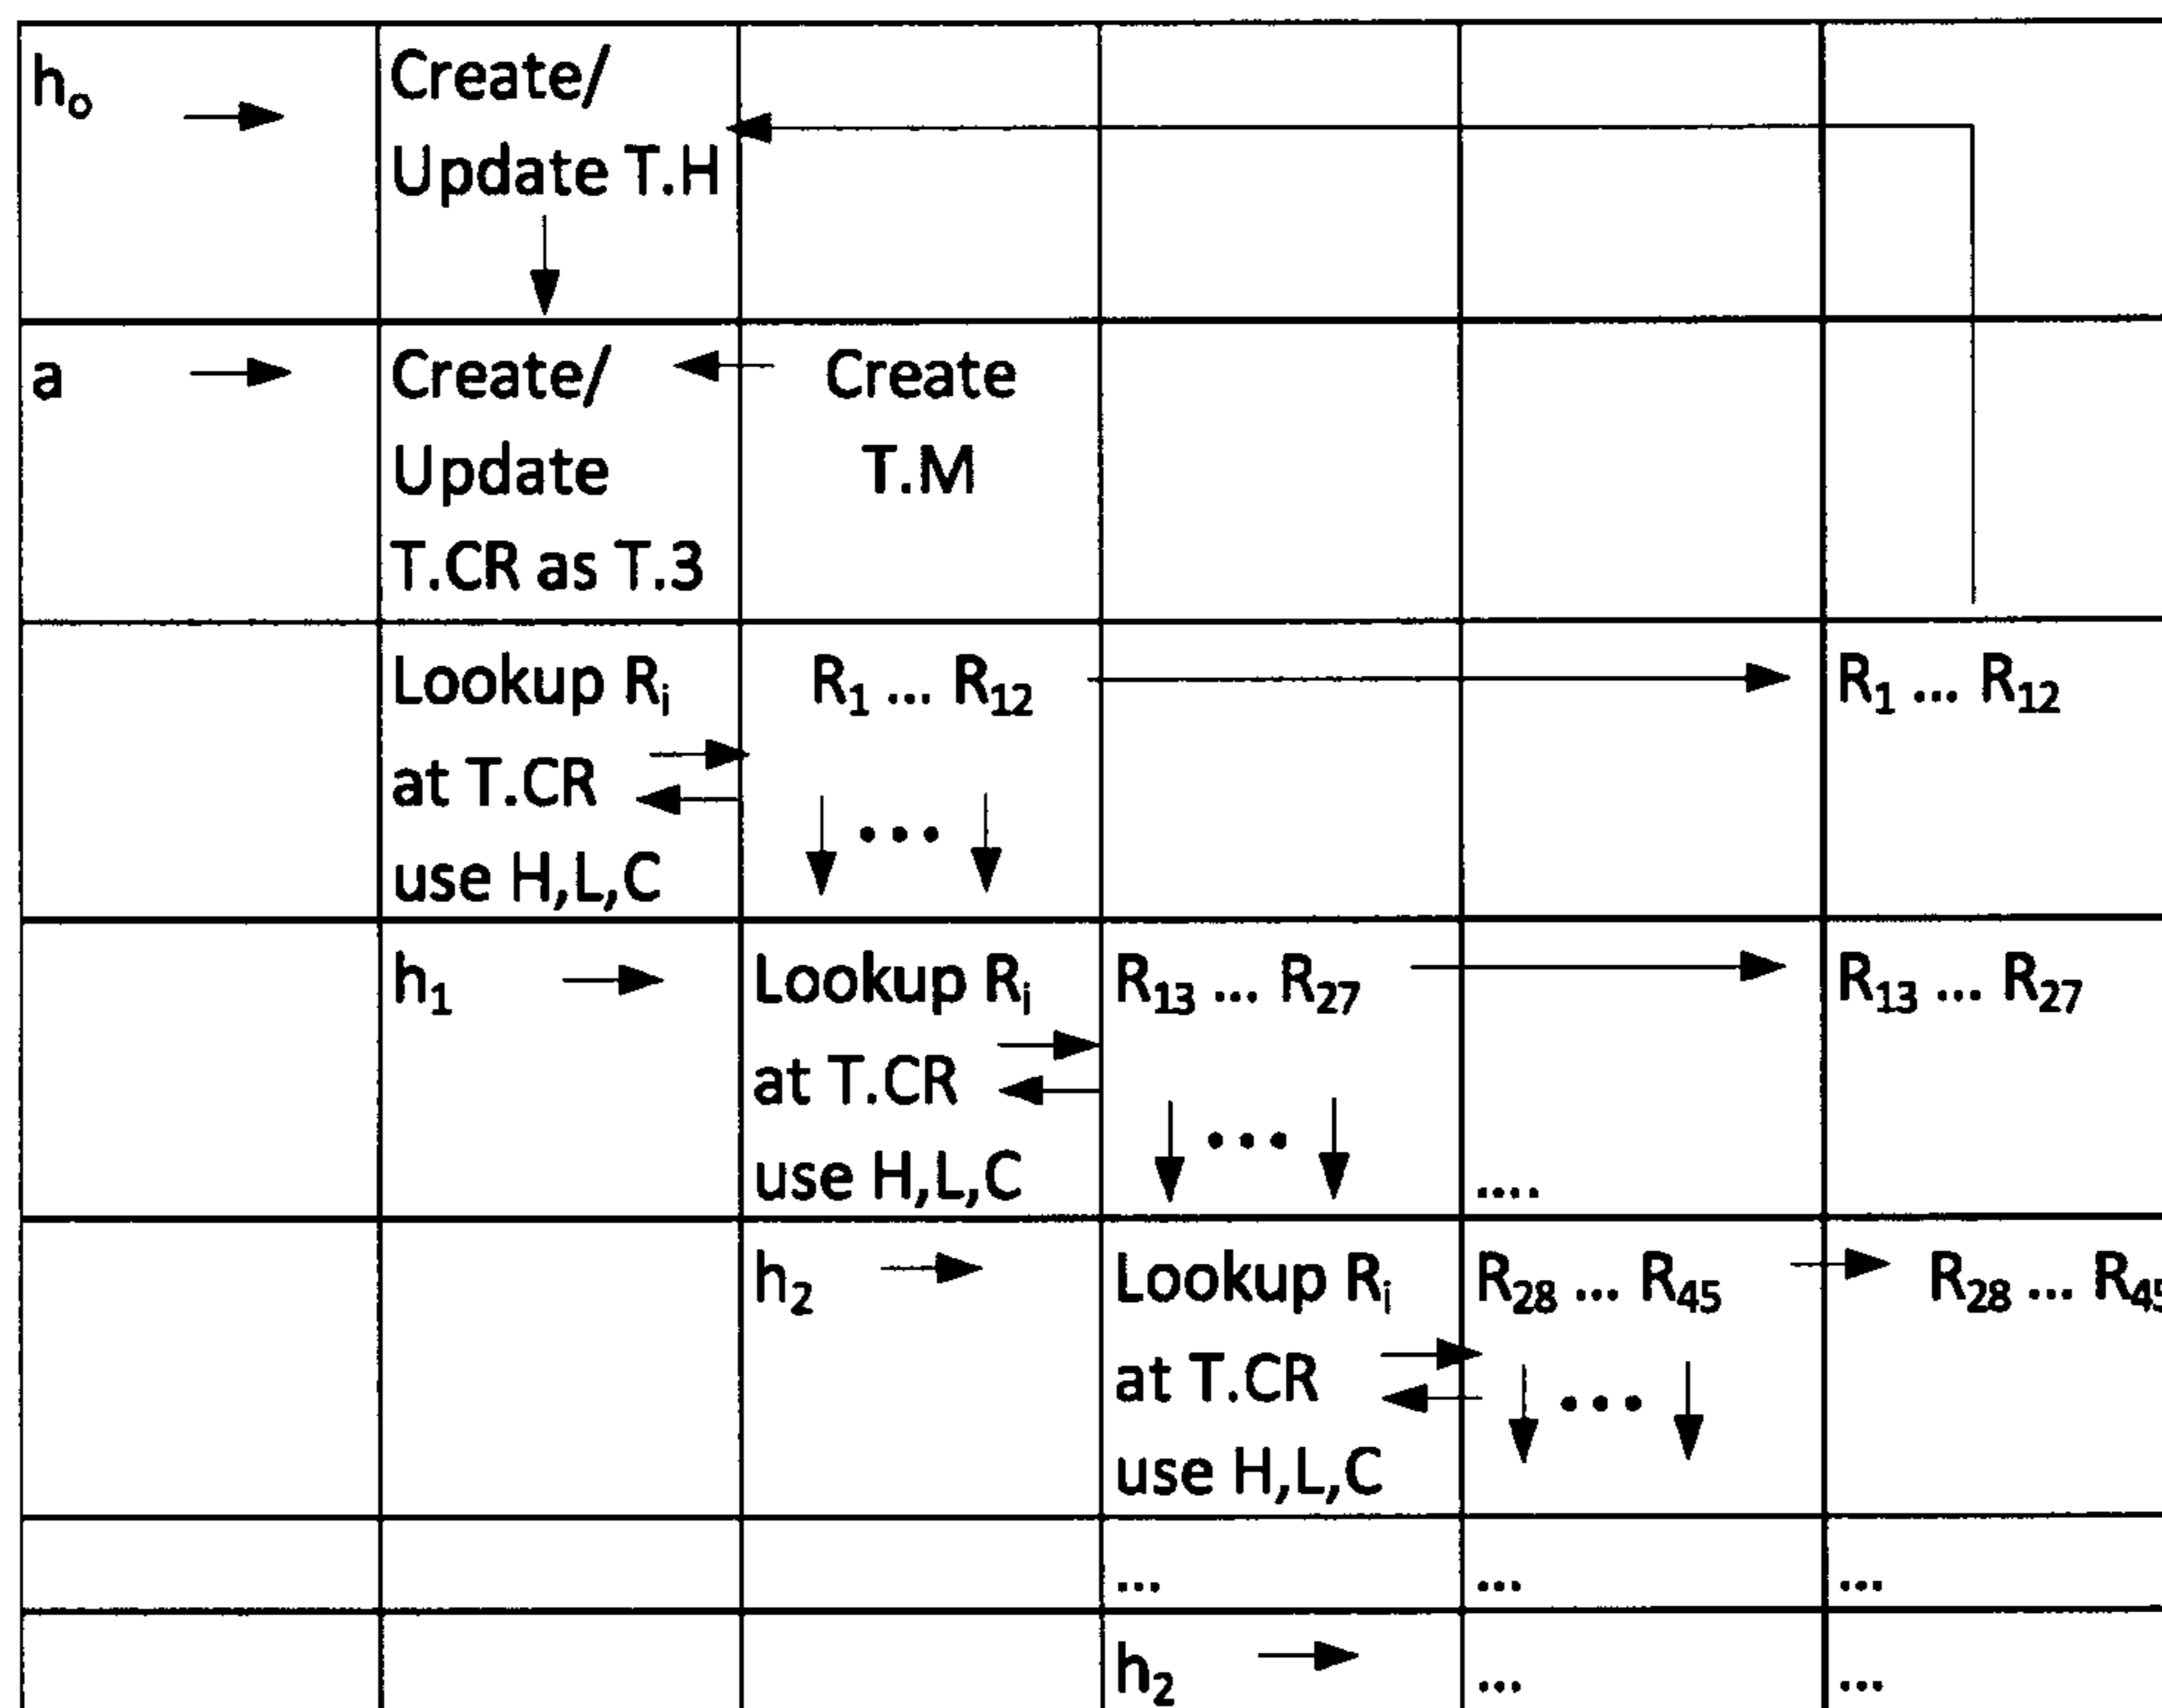 hₒ
Create/
Update T.H
a
Create/
Update
T.CR as T.3
Create
T.M
Lookup Rᵢ
at T.CR
use H,L,C
R₁ ... R₁₂
R₁ ... R₁₂
h₁
Lookup Rᵢ
at T.CR
use H,L,C
R₁₃ ... R₂₇
....
R₁₃ ... R₂₇
h₂
Lookup Rᵢ
at T.CR
use H,L,C
R₂₈ ... R₄₅
R₂₈ ... R₄₅
... ... ...
h₂ ... ...